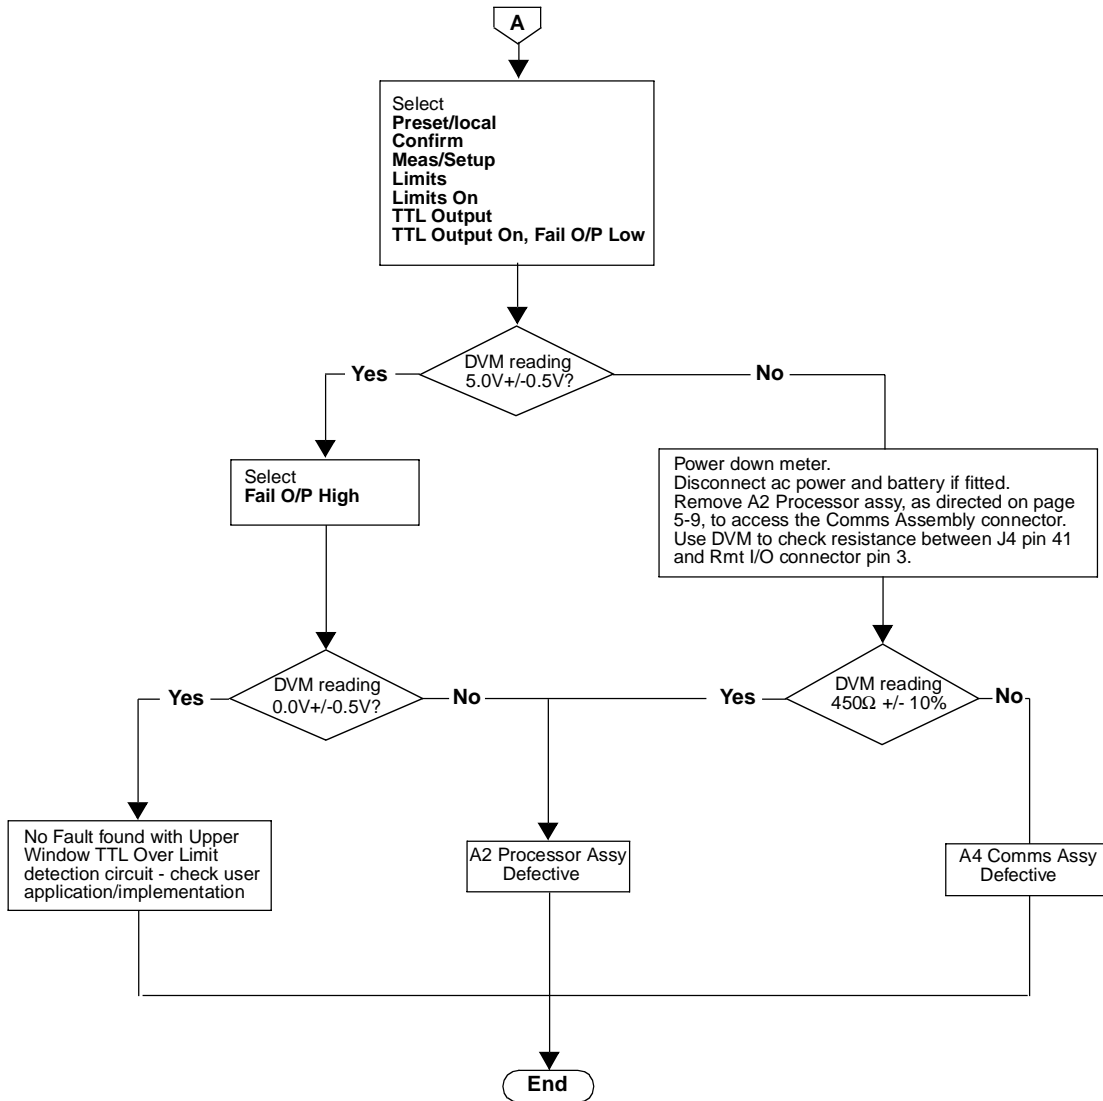 A
Select
Preset/local
Confirm
Meas/Setup
Limits
Limits On
TTL Output
TTL Output On, Fail O/P Low
DVM reading
5.0V+/-0.5V?
Yes
No
Select
Fail O/P High
Power down meter.
Disconnect ac power and battery if fitted.
Remove A2 Processor assy, as directed on page
5-9, to access the Comms Assembly connector.
Use DVM to check resistance between J4 pin 41
and Rmt I/O connector pin 3.
DVM reading
0.0V+/-0.5V?
Yes
No
DVM reading
450Ω +/- 10%
Yes
No
No Fault found with Upper
Window TTL Over Limit
detection circuit - check user
application/implementation
A2 Processor Assy
Defective
A4 Comms Assy
Defective
End